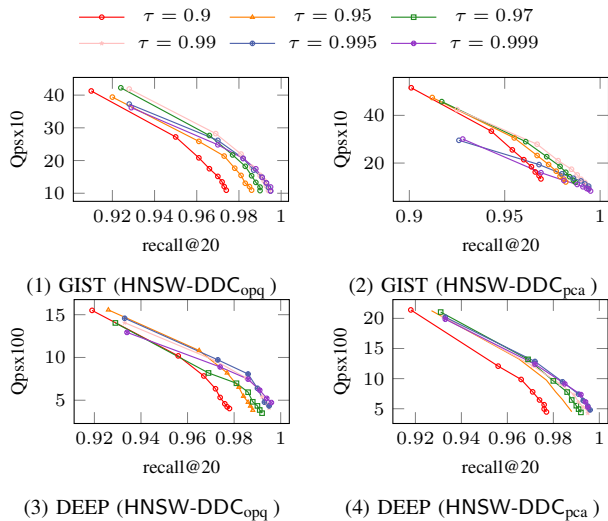 τ = 0.9 τ = 0.95 τ = 0.97
τ = 0.99 τ = 0.995 τ = 0.999
Qpsx10
40
30
20
10
0.92 0.94 0.96 0.98 1
recall@20
(1) GIST (HNSW-DDCopq)
Qpsx10
40
20
0.9 0.95 1
recall@20
(2) GIST (HNSW-DDCpca)
Qpsx100
15
10
5
0.92 0.94 0.96 0.98 1
recall@20
(3) DEEP (HNSW-DDCopq)
Qpsx100
20
15
10
5
0.92 0.94 0.96 0.98 1
recall@20
(4) DEEP (HNSW-DDCpca)